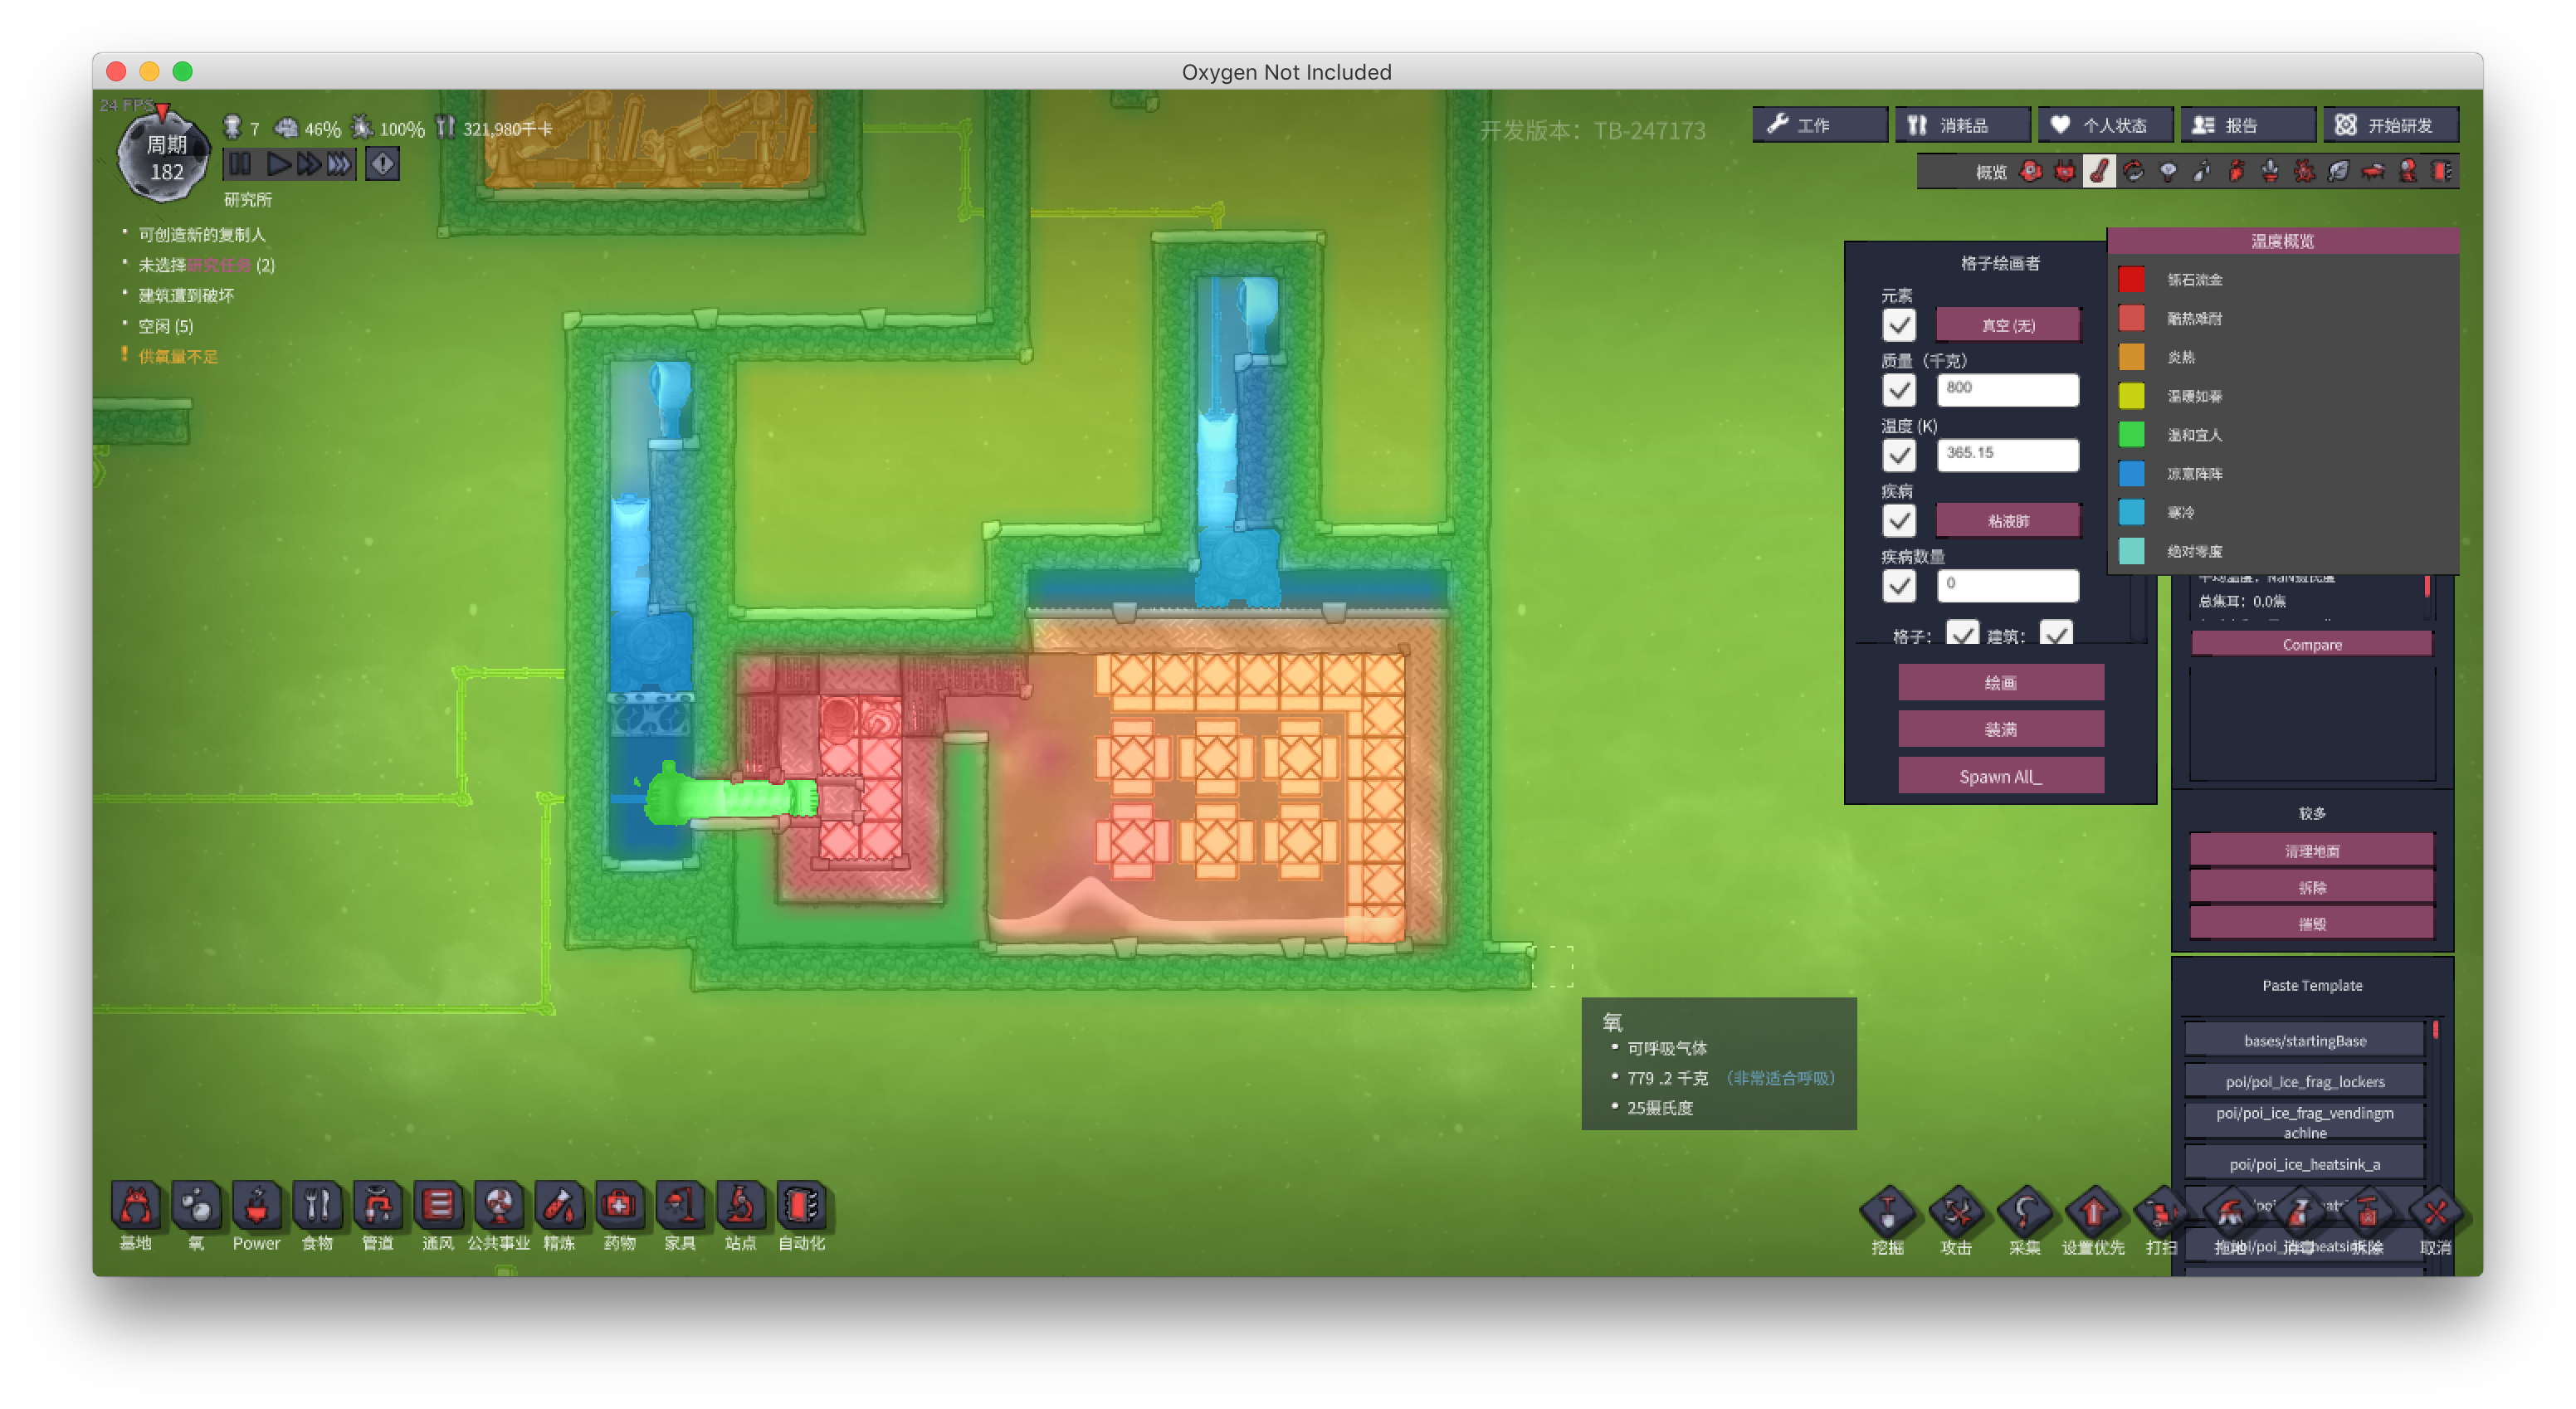 Oxygen Not Included
24 FPS
周期
182
7
46%
100%
321,980千卡
研究所
可创造新的复制人
未选择研究任务 (2)
建筑遭到破坏
空闲 (5)
供氧量不足
开发版本：TB-247173
工作
消耗品
个人状态
报告
开始研发
概览
温度概览
铄石流金
酷热难耐
炎热
温暖如春
温和宜人
凉意阵阵
寒冷
绝对零度
格子绘画者
元素
真空 (无)
质量（千克）
800
温度 (K)
365.15
疾病
粘液肺
疾病数量
0
格子：
建筑：
绘画
装满
Spawn All_
总焦耳：0.0焦
Compare
较多
清理地面
拆除
摧毁
Paste Template
bases/startingBase
poi/poi_ice_frag_lockers
poi/poi_ice_frag_vendingm
achine
poi/poi_ice_heatsink_a
氧
可呼吸气体
779 .2 千克 （非常适合呼吸）
25摄氏度
基地
氧
Power
食物
管道
通风
公共事业
精炼
药物
家具
站点
自动化
挖掘
攻击
采集
设置优先
打扫
拖地
消毒
拆除
取消